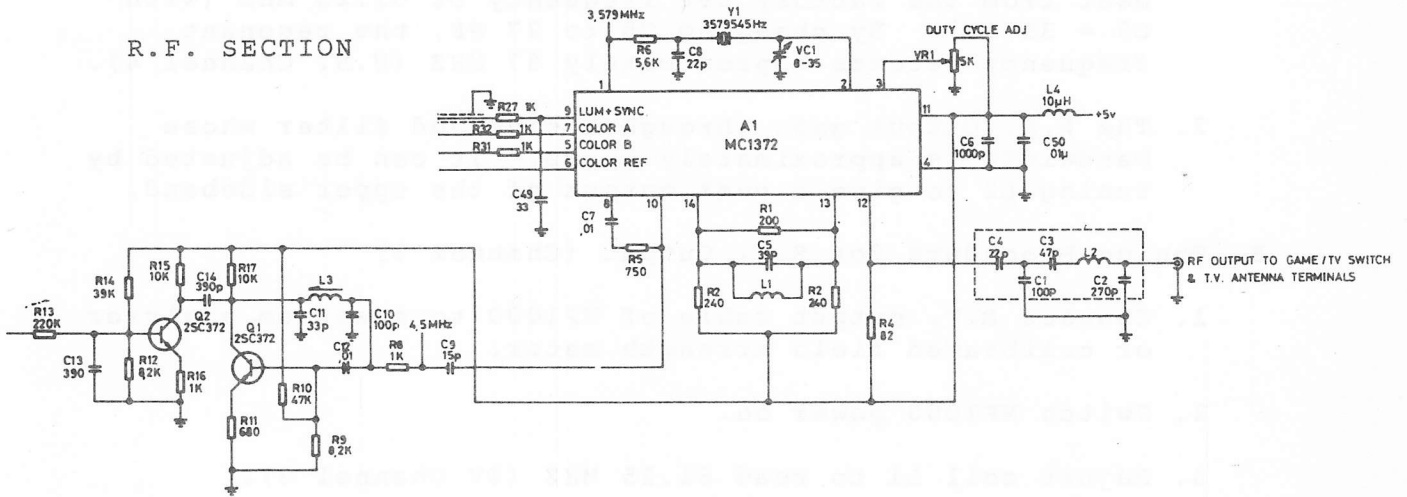 R.F. SECTION
3,579MHz
Y1
3579545Hz
R6
5,6K
C8
22p
VC1
8-35
DUTY CYCLE ADJ
VR1
5K
L4
10µH
+5v
1
2
3
R27 1K
9
LUM+SYNC
R32 1K
7
COLOR A
R31 1K
5
COLOR B
6
COLOR REF
A1
MC1372
11
4
C6
1000p
C50
01µ
C49
33
8
10
14
13
12
C7
,01
R5
750
R1
200
C5
39p
L1
R2
240
R2
240
R4
82
C4
22p
C3
47p
L2
C1
100p
C2
270p
RF OUTPUT TO GAME/TV SWITCH
& T.V. ANTENNA TERMINALS
R13
220K
R14
39K
R15
10K
C14
390p
R17
10K
Q2
2SC372
L3
C11
33p
C10
100p
4,5MHz
Q1
2SC372
C13
390
R12
8,2K
R16
1K
C12
,01
R8
1K
C9
15p
R10
47K
R11
680
R9
8,2K